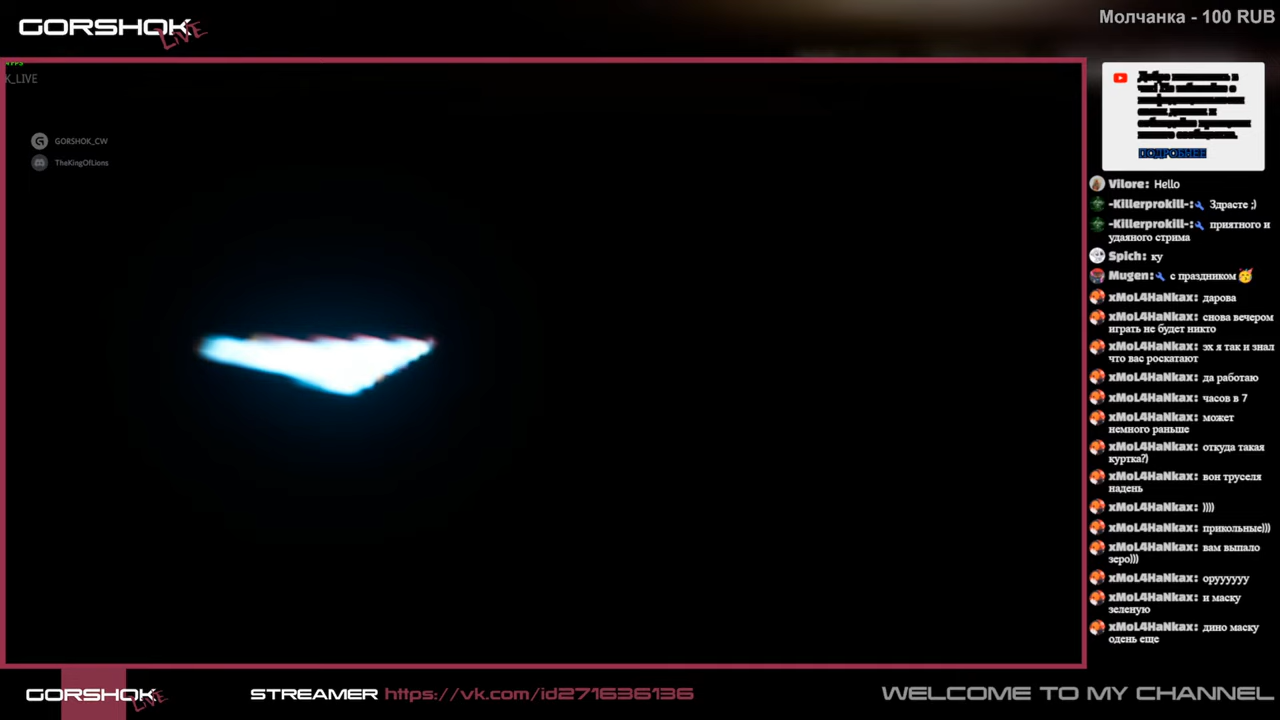 GORSHOK LIVE
Молчанка - 100 RUB
K_LIVE
GORSHOK_CW
TheKingOfLions
ПОДРОБНЕЕ
Vilore: Hello
-Killerprokill-: Здрасте ;)
-Killerprokill-: приятного и
удаяного стрима
Spich: ку
Mugen: с праздником 🥳
xMoL4HaNkax: дарова
xMoL4HaNkax: снова вечером
играть не будет никто
xMoL4HaNkax: эх я так и знал
что вас роскатают
xMoL4HaNkax: да работаю
xMoL4HaNkax: часов в 7
xMoL4HaNkax: может
немного раньше
xMoL4HaNkax: откуда такая
куртка?)
xMoL4HaNkax: вон труселя
надень
xMoL4HaNkax: ))))
xMoL4HaNkax: прикольные)))
xMoL4HaNkax: вам выпало
зеро)))
xMoL4HaNkax: оруууууу
xMoL4HaNkax: и маску
зеленую
xMoL4HaNkax: дино маску
одень еще
GORSHOK LIVE
STREAMER https://vk.com/id271636136
WELCOME TO MY CHANNEL